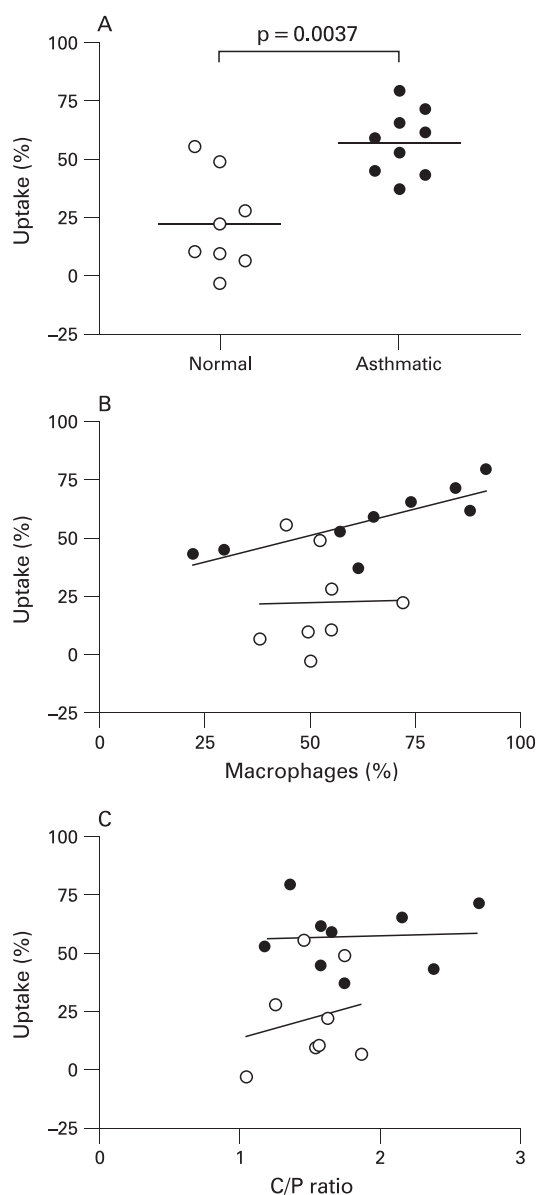 A
p = 0.0037
100
75
50
25
0
–25
Uptake (%)
Normal Asthmatic
B
100
75
50
25
0
–25
Uptake (%)
0 25 50 75 100
Macrophages (%)
C
100
75
50
25
0
–25
Uptake (%)
0 1 2 3
C/P ratio